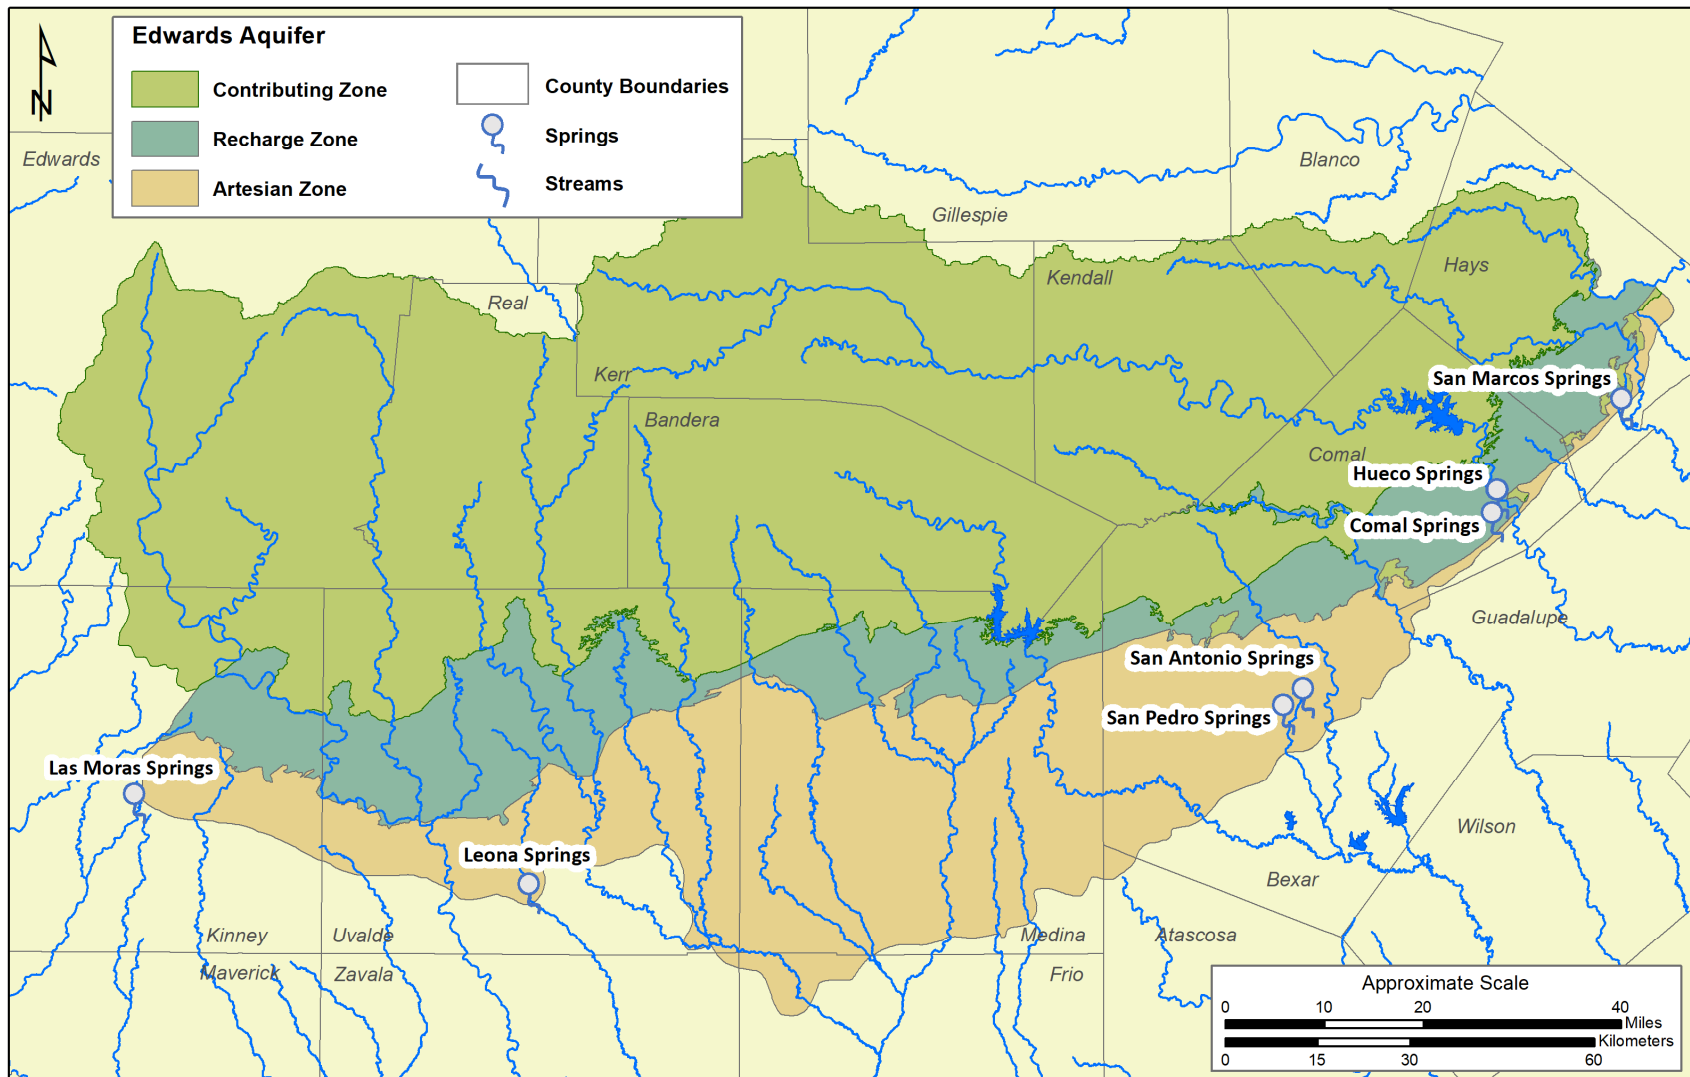 Edwards Aquifer
Contributing Zone
County Boundaries
Recharge Zone
Springs
Artesian Zone
Streams
N
Edwards
Blanco
Gillespie
Hays
Kendall
Real
Kerr
San Marcos Springs
Bandera
Comal
Hueco Springs
Comal Springs
Guadalupe
San Antonio Springs
San Pedro Springs
Las Moras Springs
Wilson
Leona Springs
Bexar
Kinney
Uvalde
Medina
Atascosa
Maverick
Zavala
Frio
Approximate Scale
0 10 20 40
Miles
Kilometers
0 15 30 60